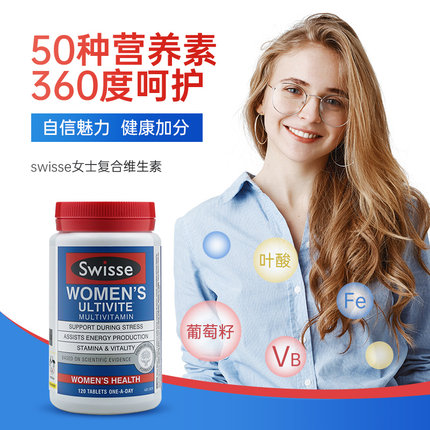 50种营养素
360度呵护
自信魅力 健康加分
swisse女士复合维生素
Swisse
WOMEN'S
ULTIVITE
MULTIVITAMIN
SUPPORT DURING STRESS
ASSISTS ENERGY PRODUCTION
STAMINA & VITALITY
BASED ON SCIENTIFIC EVIDENCE
WOMEN'S HEALTH
120 TABLETS ONE-A-DAY
叶酸
Fe
葡萄籽
VB